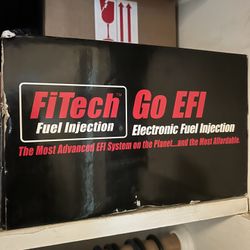 FiTech
Fuel Injection
Go EFI
Electronic Fuel Injection
The Most Advanced EFI System on the Planet...and the Most Affordable.